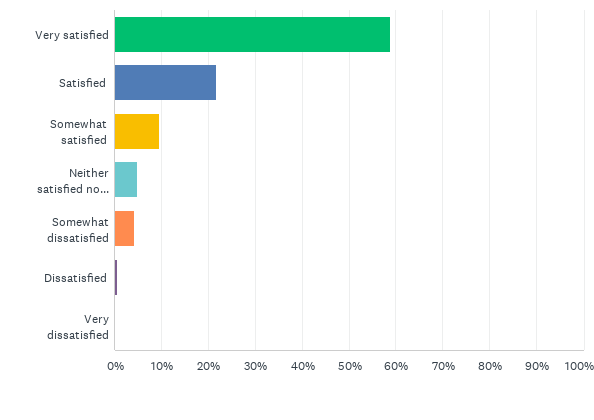 Very satisfied
Satisfied
Somewhat
satisfied
Neither
satisfied no...
Somewhat
dissatisfied
Dissatisfied
Very
dissatisfied
0% 10% 20% 30% 40% 50% 60% 70% 80% 90% 100%